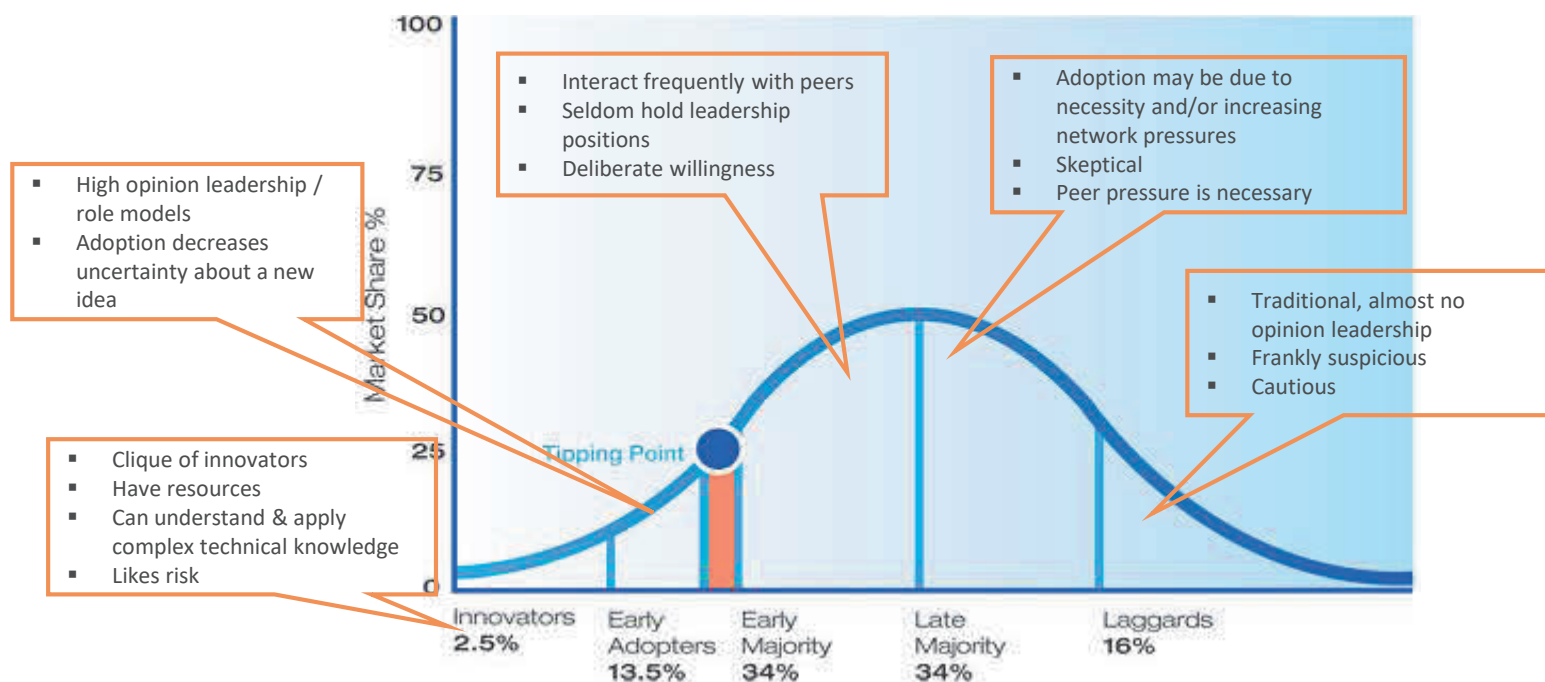 100
75
50
25
0
Market Share %
Tipping Point
▪ Interact frequently with peers
▪ Seldom hold leadership
positions
▪ Deliberate willingness
▪ Adoption may be due to
necessity and/or increasing
network pressures
▪ Skeptical
▪ Peer pressure is necessary
▪ High opinion leadership /
role models
▪ Adoption decreases
uncertainty about a new
idea
▪ Traditional, almost no
opinion leadership
▪ Frankly suspicious
▪ Cautious
▪ Clique of innovators
▪ Have resources
▪ Can understand & apply
complex technical knowledge
▪ Likes risk
Innovators
2.5%
Early
Adopters
13.5%
Early
Majority
34%
Late
Majority
34%
Laggards
16%